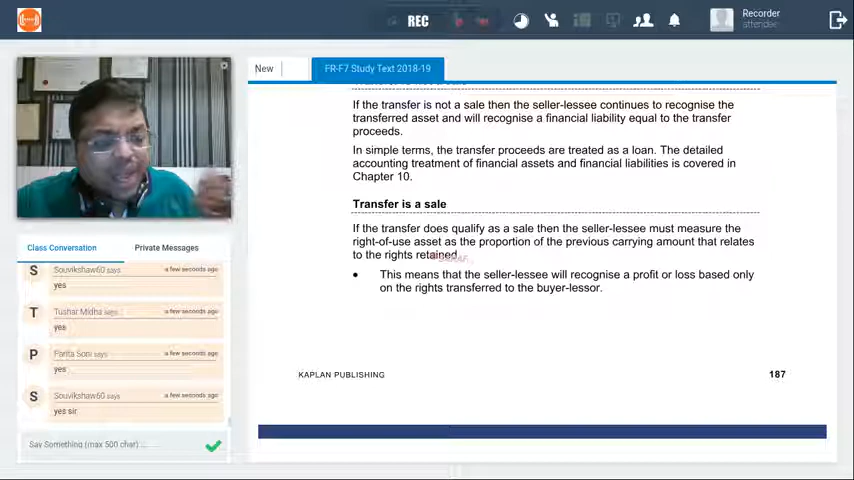 REC
Recorder
attendee
New
FR-F7 Study Text 2018-19
If the transfer is not a sale then the seller-lessee continues to recognise the
transferred asset and will recognise a financial liability equal to the transfer
proceeds.
In simple terms, the transfer proceeds are treated as a loan. The detailed
accounting treatment of financial assets and financial liabilities is covered in
Chapter 10.
Transfer is a sale
If the transfer does qualify as a sale then the seller-lessee must measure the
right-of-use asset as the proportion of the previous carrying amount that relates
to the rights retained.
• This means that the seller-lessee will recognise a profit or loss based only
on the rights transferred to the buyer-lessor.
KAPLAN PUBLISHING
187
Class Conversation
Private Messages
S
Souvikshaw60 says
a few seconds ago
yes
T
Tushar Midha says
a few seconds ago
yes
P
Parita Soni says
a few seconds ago
yes
S
Souvikshaw60 says
a few seconds ago
yes sir
Say Something (max 500 char)